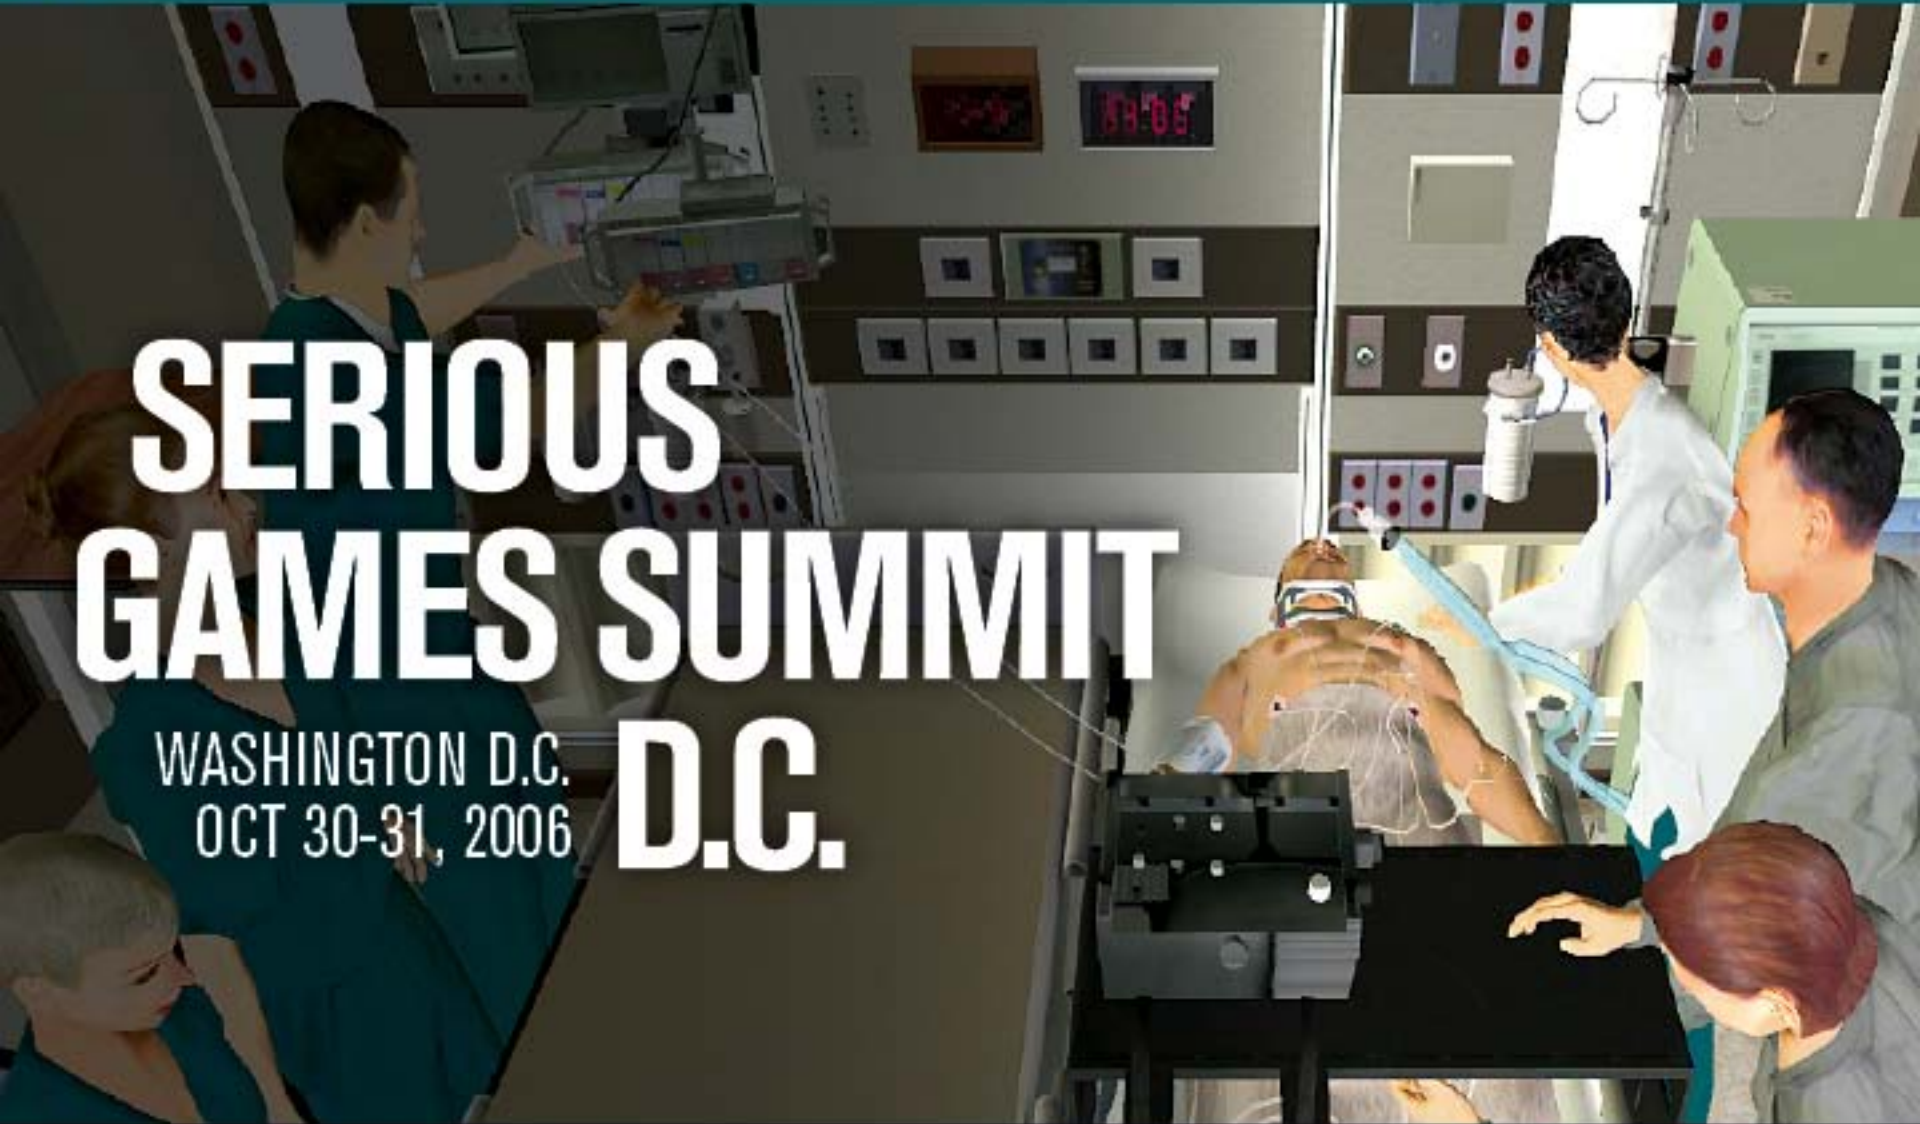 SERIOUS
GAMES SUMMIT
D.C.
WASHINGTON D.C.
OCT 30-31, 2006